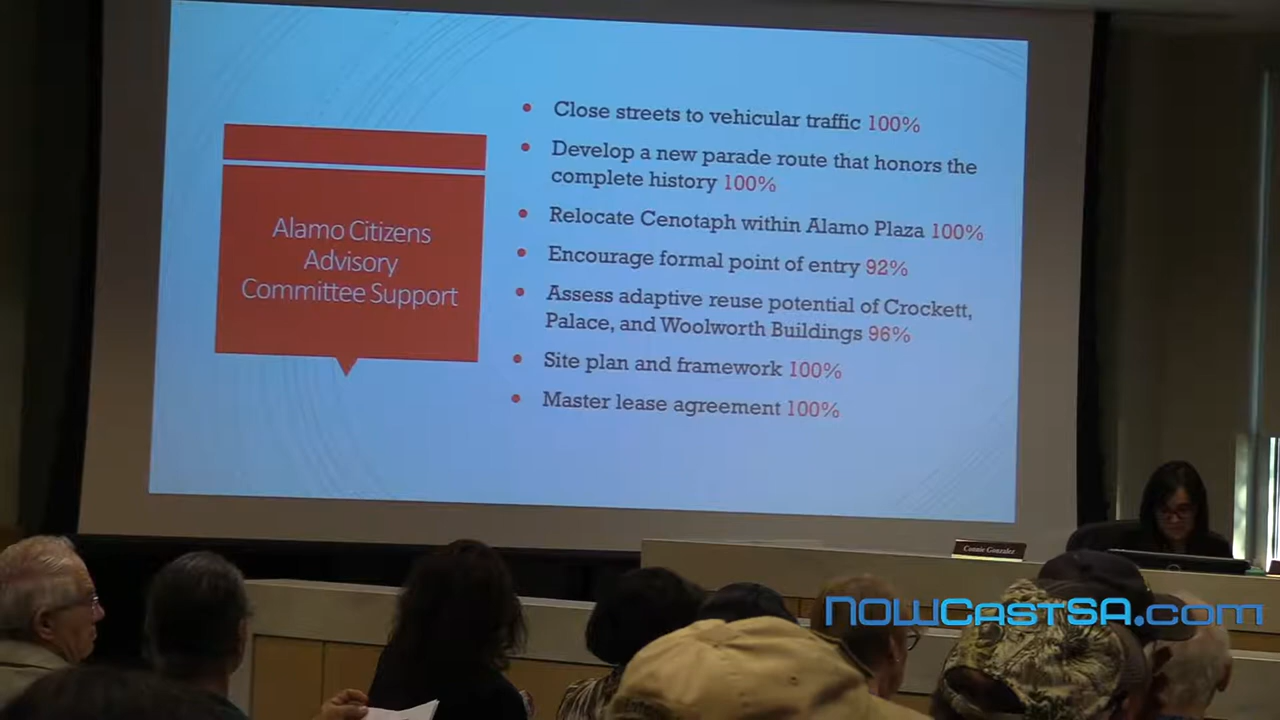 Close streets to vehicular traffic 100%
Develop a new parade route that honors the
complete history 100%
Relocate Cenotaph within Alamo Plaza 100%
Encourage formal point of entry 92%
Assess adaptive reuse potential of Crockett,
Palace, and Woolworth Buildings 96%
Site plan and framework 100%
Master lease agreement 100%
Alamo Citizens
Advisory
Committee Support
Connie Gonzalez
NOWCastSA.com